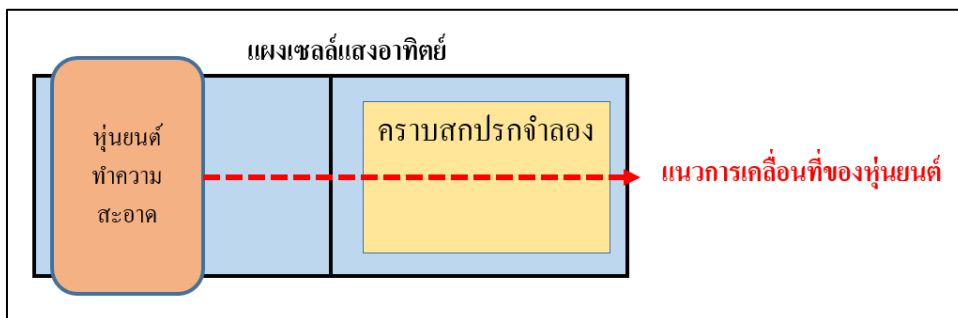 แผงเซลล์แสงอาทิตย์
หุ่นยนต์
ทำความ
สะอาด
คราบสกปรกจำลอง
แนวการเคลื่อนที่ของหุ่นยนต์